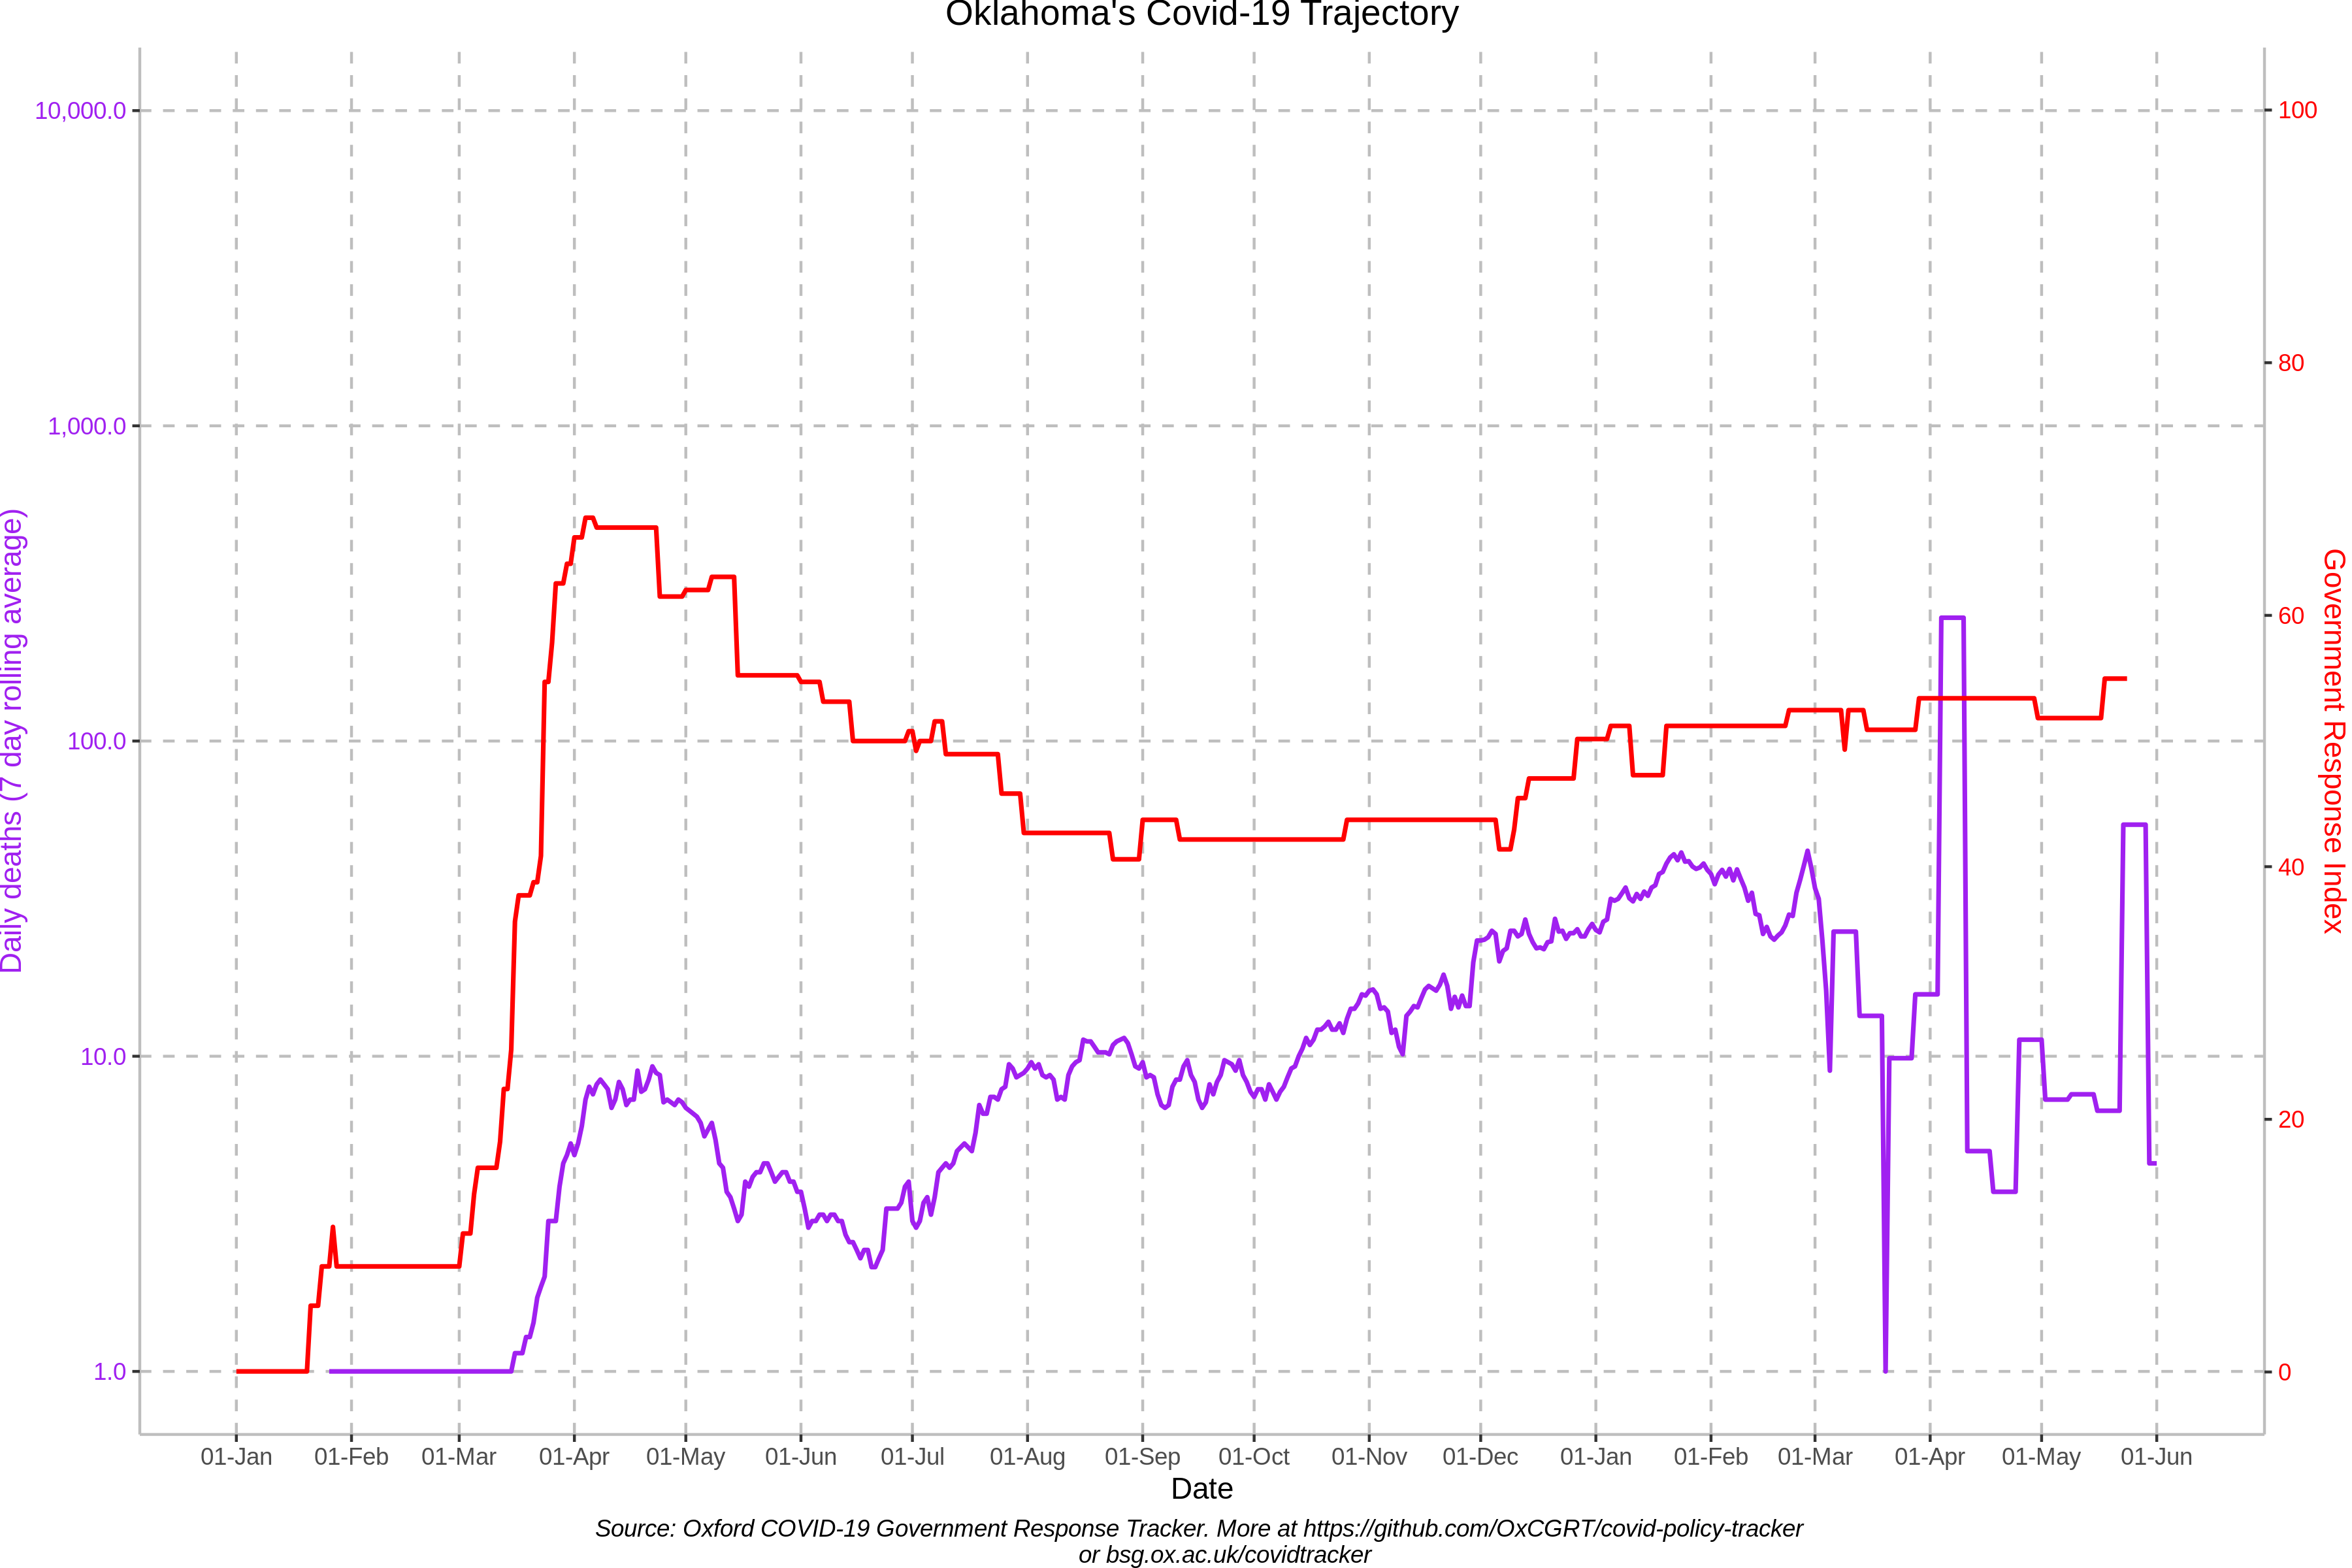 Oklahoma's Covid-19 Trajectory
10,000.0
1,000.0
100.0
10.0
1.0
Daily deaths (7 day rolling average)
100
80
60
40
20
0
Government Response Index
01-Jan 01-Feb 01-Mar 01-Apr 01-May 01-Jun 01-Jul 01-Aug 01-Sep 01-Oct 01-Nov 01-Dec 01-Jan 01-Feb 01-Mar 01-Apr 01-May 01-Jun
Date
Source: Oxford COVID-19 Government Response Tracker. More at https://github.com/OxCGRT/covid-policy-tracker
or bsg.ox.ac.uk/covidtracker